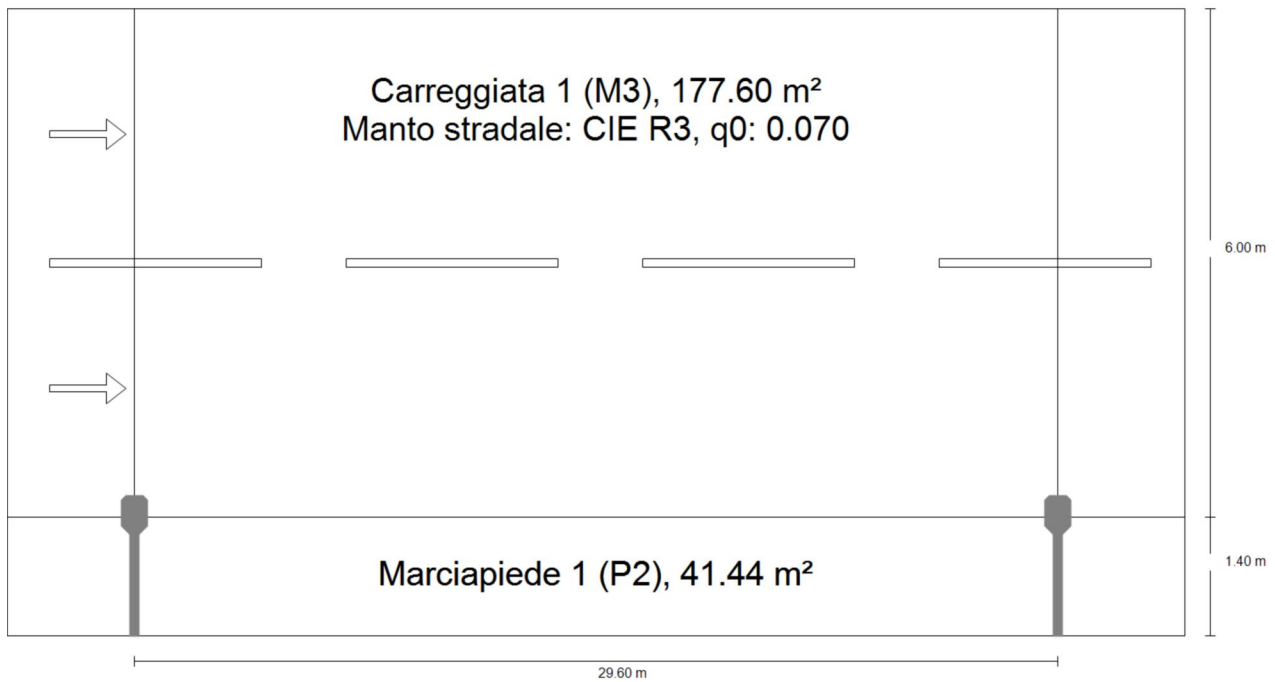 Carreggiata 1 (M3), 177.60 m²
Manto stradale: CIE R3, q0: 0.070
6.00 m
Marciapiede 1 (P2), 41.44 m²
1.40 m
29.60 m